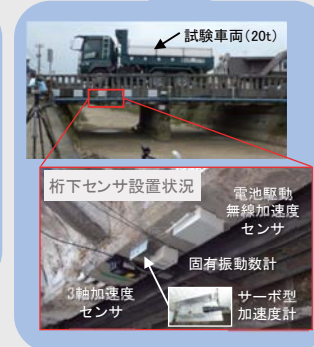 試験車両(20t)
桁下センサ設置状況
電池駆動
無線加速度
センサ
固有振動数計
3軸加速度
センサ
サーボ型
加速度計